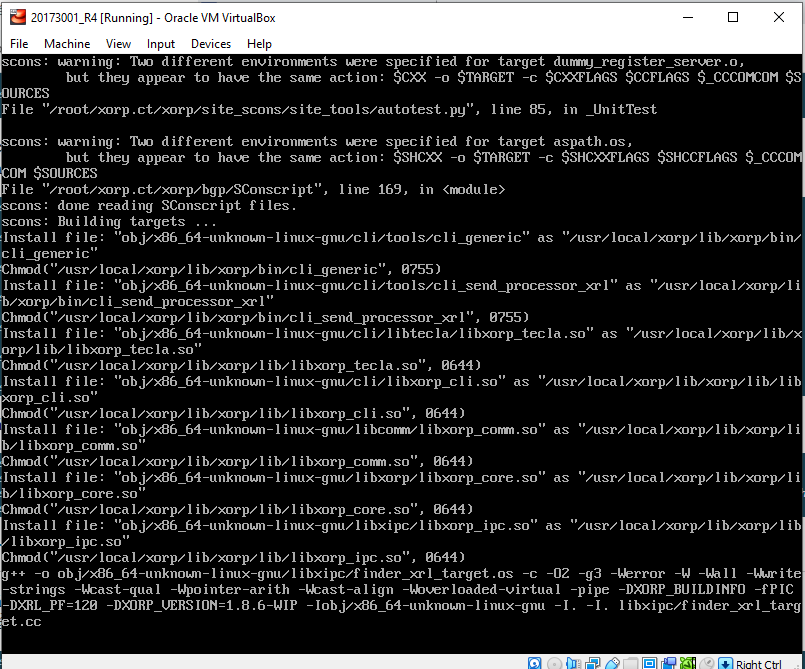 20173001_R4 [Running] - Oracle VM VirtualBox
File Machine View Input Devices Help
scons: warning: Two different environments were specified for target dummy_register_server.o,
but they appear to have the same action: $CXX -o $TARGET -c $CXXFLAGS $CCFLAGS $_CCCOMCOM $S
OURCES
File "/root/xorp.ct/xorp/site_scons/site_tools/autotest.py", line 85, in _UnitTest
scons: warning: Two different environments were specified for target aspath.os,
but they appear to have the same action: $SHCXX -o $TARGET -c $SHCXXFLAGS $SHCCFLAGS $_CCCOM
COM $SOURCES
File "/root/xorp.ct/xorp/bgp/SConscript", line 169, in <module>
scons: done reading SConscript files.
scons: Building targets ...
Install file: "obj/x86_64-unknown-linux-gnu/cli/tools/cli_generic" as "/usr/local/xorp/lib/xorp/bin/
cli_generic"
Chmod("/usr/local/xorp/lib/xorp/bin/cli_generic", 0755)
Install file: "obj/x86_64-unknown-linux-gnu/cli/tools/cli_send_processor_xrl" as "/usr/local/xorp/li
b/xorp/bin/cli_send_processor_xrl"
Chmod("/usr/local/xorp/lib/xorp/bin/cli_send_processor_xrl", 0755)
Install file: "obj/x86_64-unknown-linux-gnu/cli/libtecla/libxorp_tecla.so" as "/usr/local/xorp/lib/x
orp/lib/libxorp_tecla.so"
Chmod("/usr/local/xorp/lib/xorp/lib/libxorp_tecla.so", 0644)
Install file: "obj/x86_64-unknown-linux-gnu/cli/libxorp_cli.so" as "/usr/local/xorp/lib/xorp/lib/lib
xorp_cli.so"
Chmod("/usr/local/xorp/lib/xorp/lib/libxorp_cli.so", 0644)
Install file: "obj/x86_64-unknown-linux-gnu/libcomm/libxorp_comm.so" as "/usr/local/xorp/lib/xorp/li
b/libxorp_comm.so"
Chmod("/usr/local/xorp/lib/xorp/lib/libxorp_comm.so", 0644)
Install file: "obj/x86_64-unknown-linux-gnu/libxorp/libxorp_core.so" as "/usr/local/xorp/lib/xorp/li
b/libxorp_core.so"
Chmod("/usr/local/xorp/lib/xorp/lib/libxorp_core.so", 0644)
Install file: "obj/x86_64-unknown-linux-gnu/libxipc/libxorp_ipc.so" as "/usr/local/xorp/lib/xorp/lib
/libxorp_ipc.so"
Chmod("/usr/local/xorp/lib/xorp/lib/libxorp_ipc.so", 0644)
g++ -o obj/x86_64-unknown-linux-gnu/libxipc/finder_xrl_target.os -c -O2 -g3 -Werror -W -Wall -Wwrite
-strings -Wcast-qual -Wpointer-arith -Wcast-align -Woverloaded-virtual -pipe -DXORP_BUILDINFO -fPIC
-DXRL_PF=120 -DXORP_VERSION=1.8.6-WIP -Iobj/x86_64-unknown-linux-gnu -I. -I. libxipc/finder_xrl_targ
et.cc
Right Ctrl